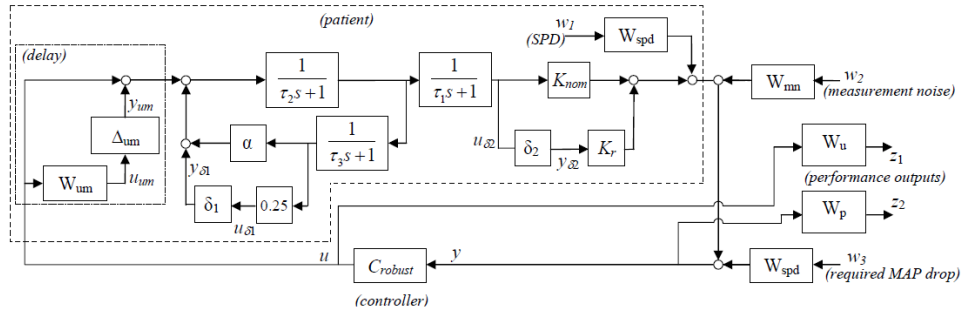 (patient)
w1
(SPD)
Wspd
(delay)
1
τ2s+1
1
τ1s+1
Knom
Wmn
w2
(measurement noise)
yum
Δum
α
1
τ3s+1
uδ2
δ2
yδ2
Kr
Wu
z1
(performance outputs)
Wum
uum
yδ1
δ1
0.25
uδ1
Wp
z2
u
Crobust
y
Wspd
w3
(required MAP drop)
(controller)